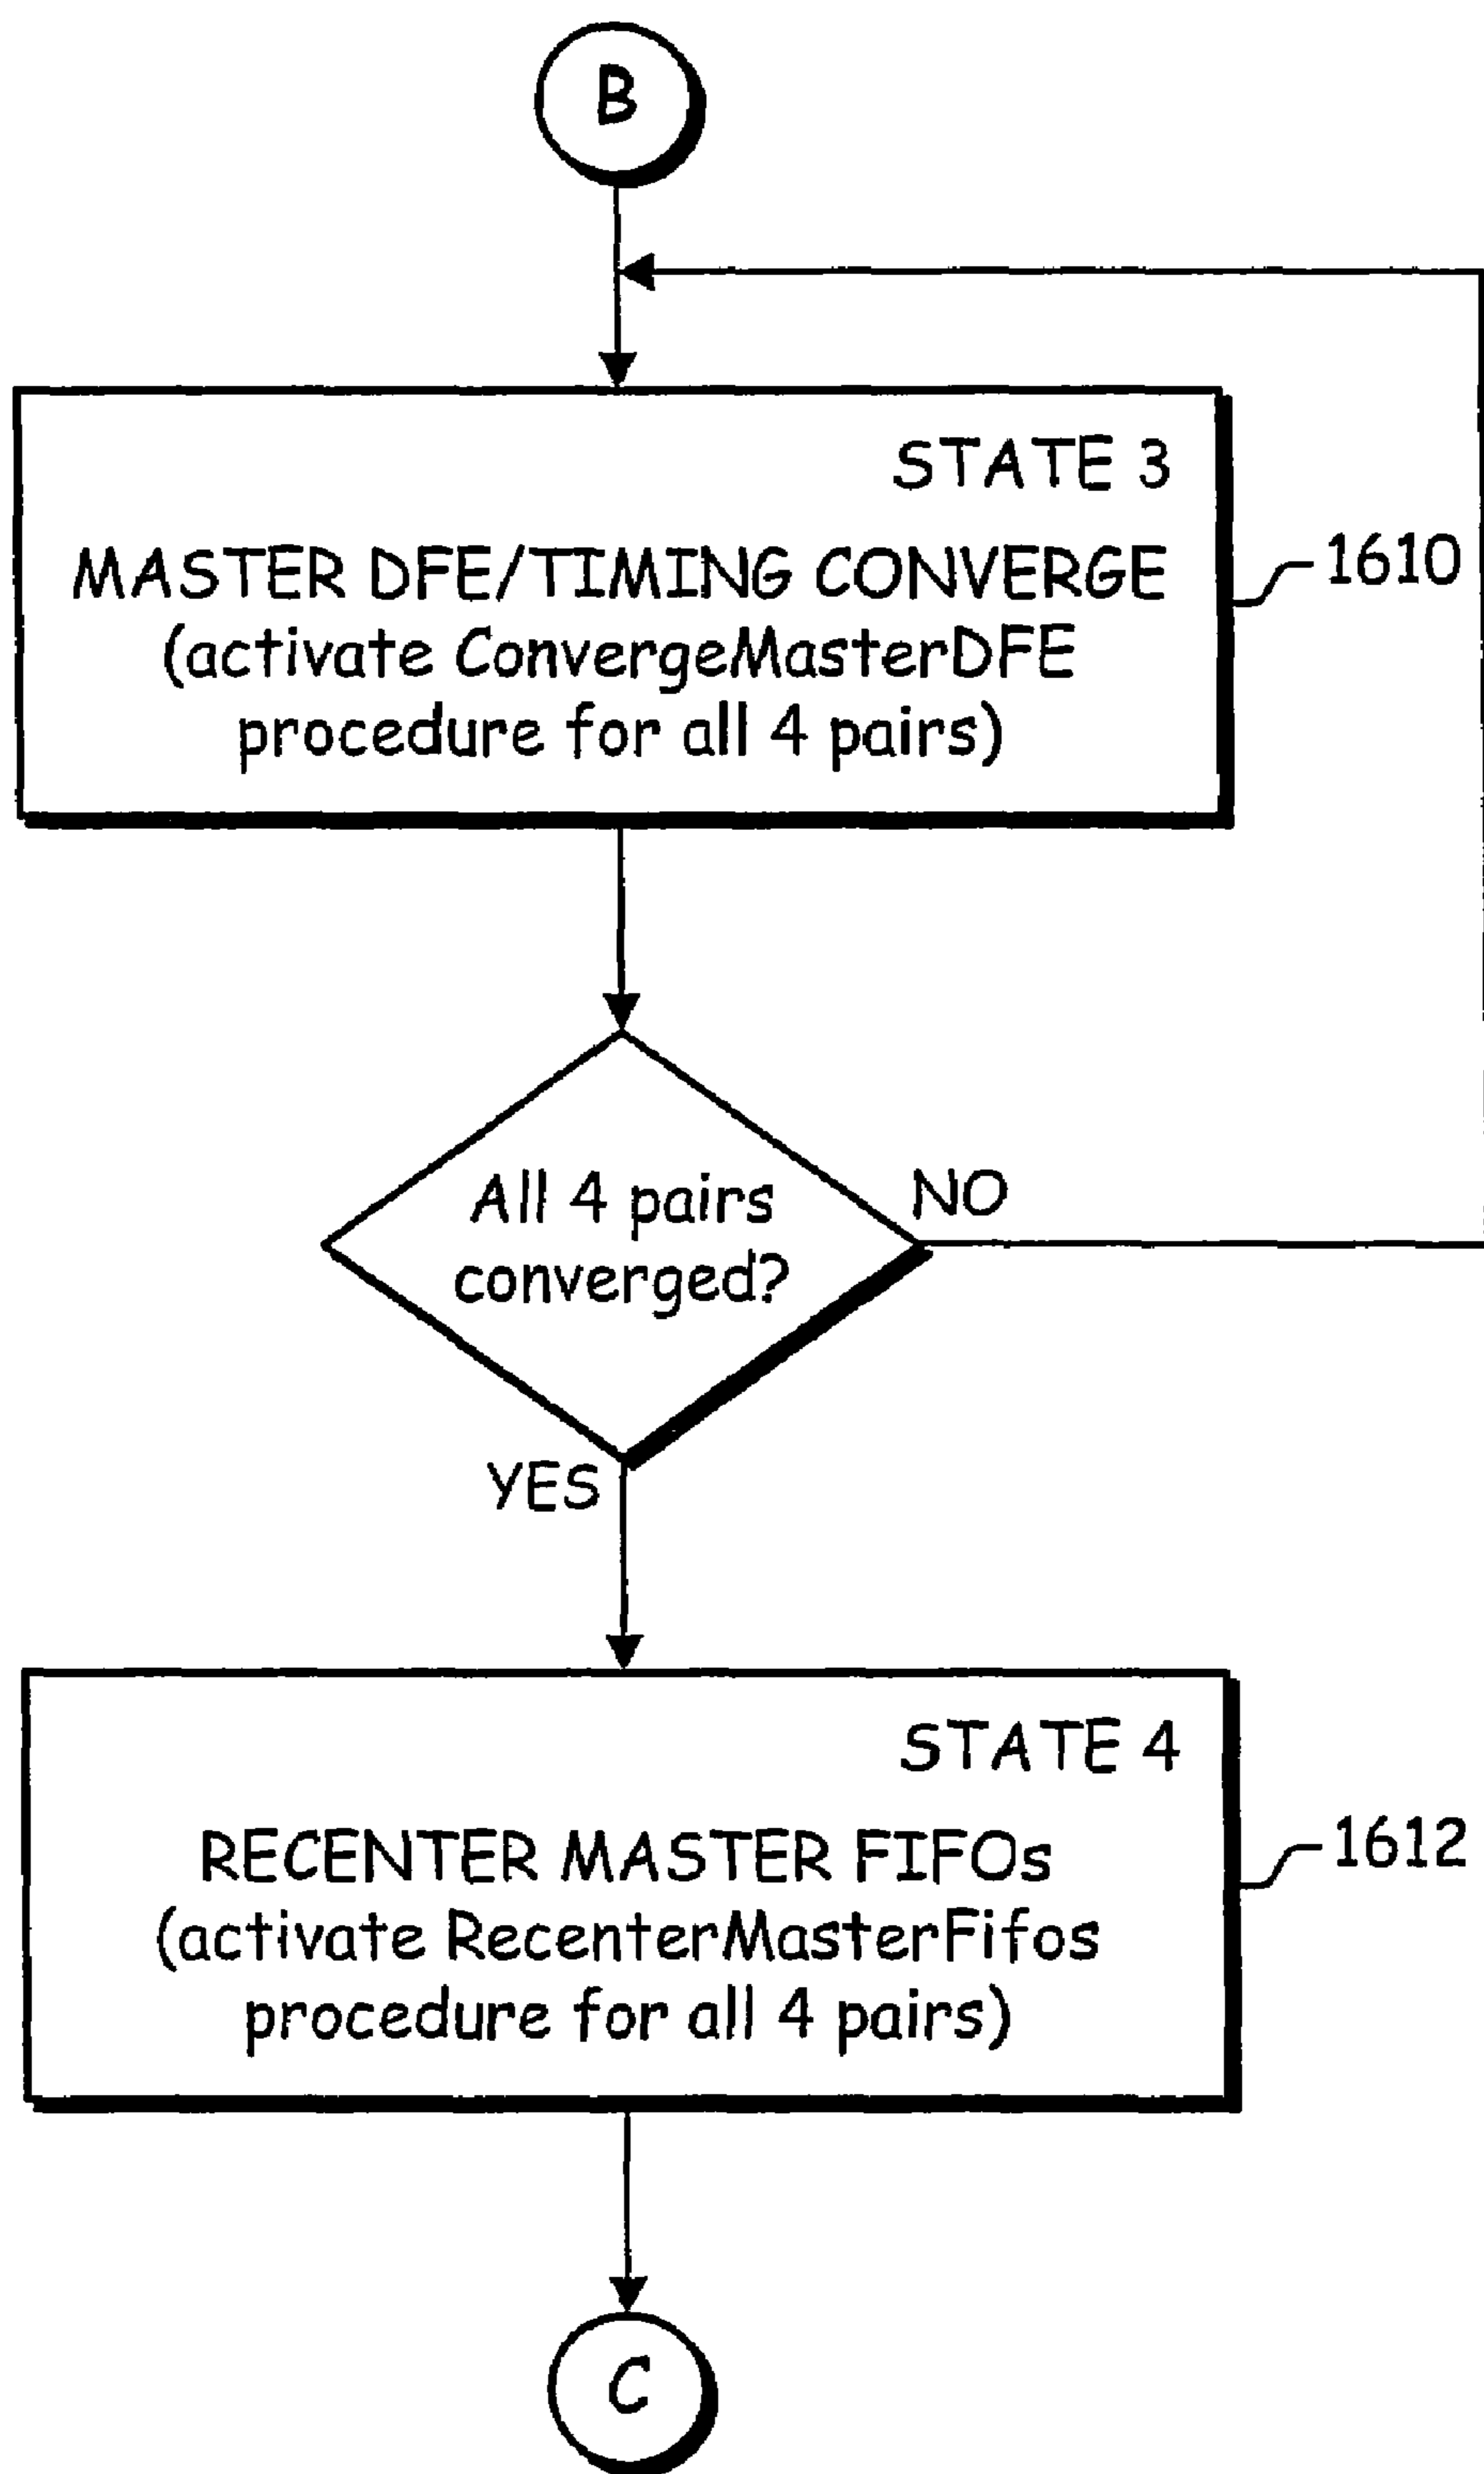 B
STATE 3
MASTER DFE/TIMING CONVERGE
(activate ConvergeMasterDFE
procedure for all 4 pairs)
1610
All 4 pairs
converged?
NO
YES
STATE 4
RECENTER MASTER FIFOs
(activate RecenterMasterFifos
procedure for all 4 pairs)
1612
C